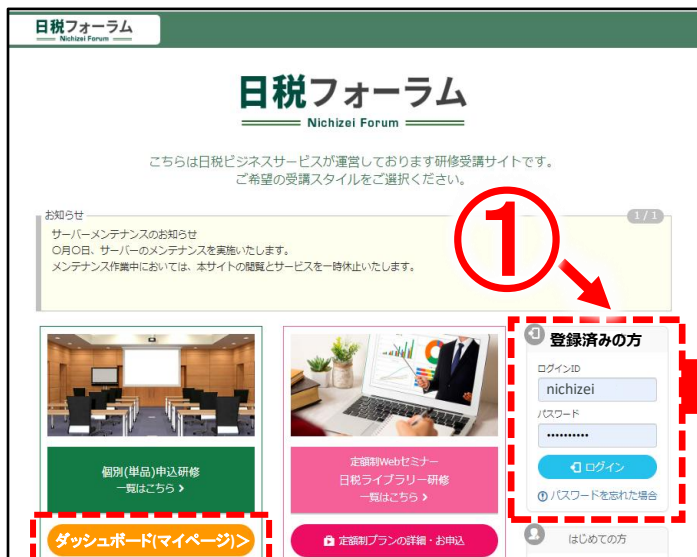 日税フォーラム
Nichizei Forum
日税フォーラム
Nichizei Forum
こちらは日税ビジネスサービスが運営しております研修受講サイトです。
ご希望の受講スタイルをご選択ください。
お知らせ
1 / 1
サーバーメンテナンスのお知らせ
〇月〇日、サーバーのメンテナンスを実施いたします。
メンテナンス作業中においては、本サイトの閲覧とサービスを一時休止いたします。
①
登録済みの方
ログインID
nichizei
パスワード
••••••••••
ログイン
パスワードを忘れた場合
個別(単品)申込研修
一覧はこちら >
定額制Webセミナー
日税ライブラリー研修
一覧はこちら >
ダッシュボード(マイページ)>
定額制プランの詳細・お申込
はじめての方